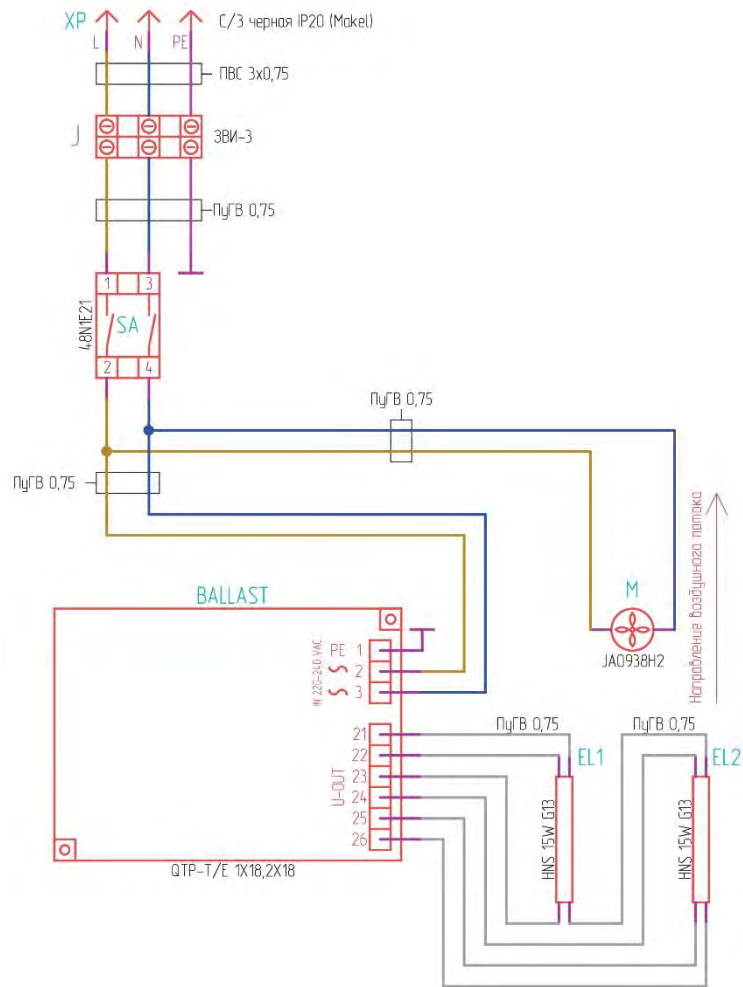 XP
С/З черная IP20 (Makel)
L N PE
ПВС 3х0,75
J
ЗВИ-3
ПуГВ 0,75
1 3
48N1E21
SA
2 4
ПуГВ 0,75
ПуГВ 0,75
Направление воздушного потока
BALLAST
M
JA0938H2
IN 220-240 VAC
PE 1
2
3
U-OUT
21
22
23
24
25
26
ПуГВ 0,75
ПуГВ 0,75
EL1
EL2
HNS 15W G13
HNS 15W G13
QTP-T/E 1X18,2X18